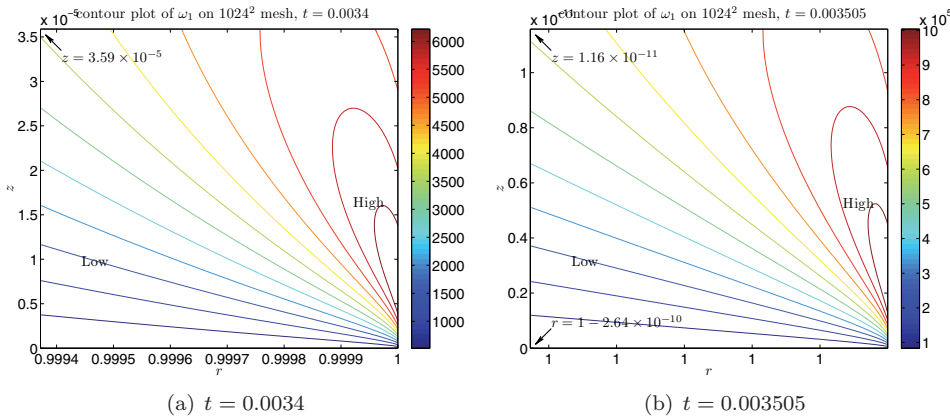 × 10⁻⁵ contour plot of ω₁ on 1024² mesh, t = 0.0034
3.5
3
2.5
2
1.5
1
0.5
0
z
z = 3.59 × 10⁻⁵
High
Low
0.9994 0.9995 0.9996 0.9997 0.9998 0.9999 1
r
6000
5500
5000
4500
4000
3500
3000
2500
2000
1500
1000
(a) t = 0.0034
× 10⁻¹¹ contour plot of ω₁ on 1024² mesh, t = 0.003505
1
0.8
0.6
0.4
0.2
0
z
z = 1.16 × 10⁻¹¹
High
Low
r = 1 − 2.64 × 10⁻¹⁰
1 1 1 1
r
× 10⁵
10
9
8
7
6
5
4
3
2
1
(b) t = 0.003505